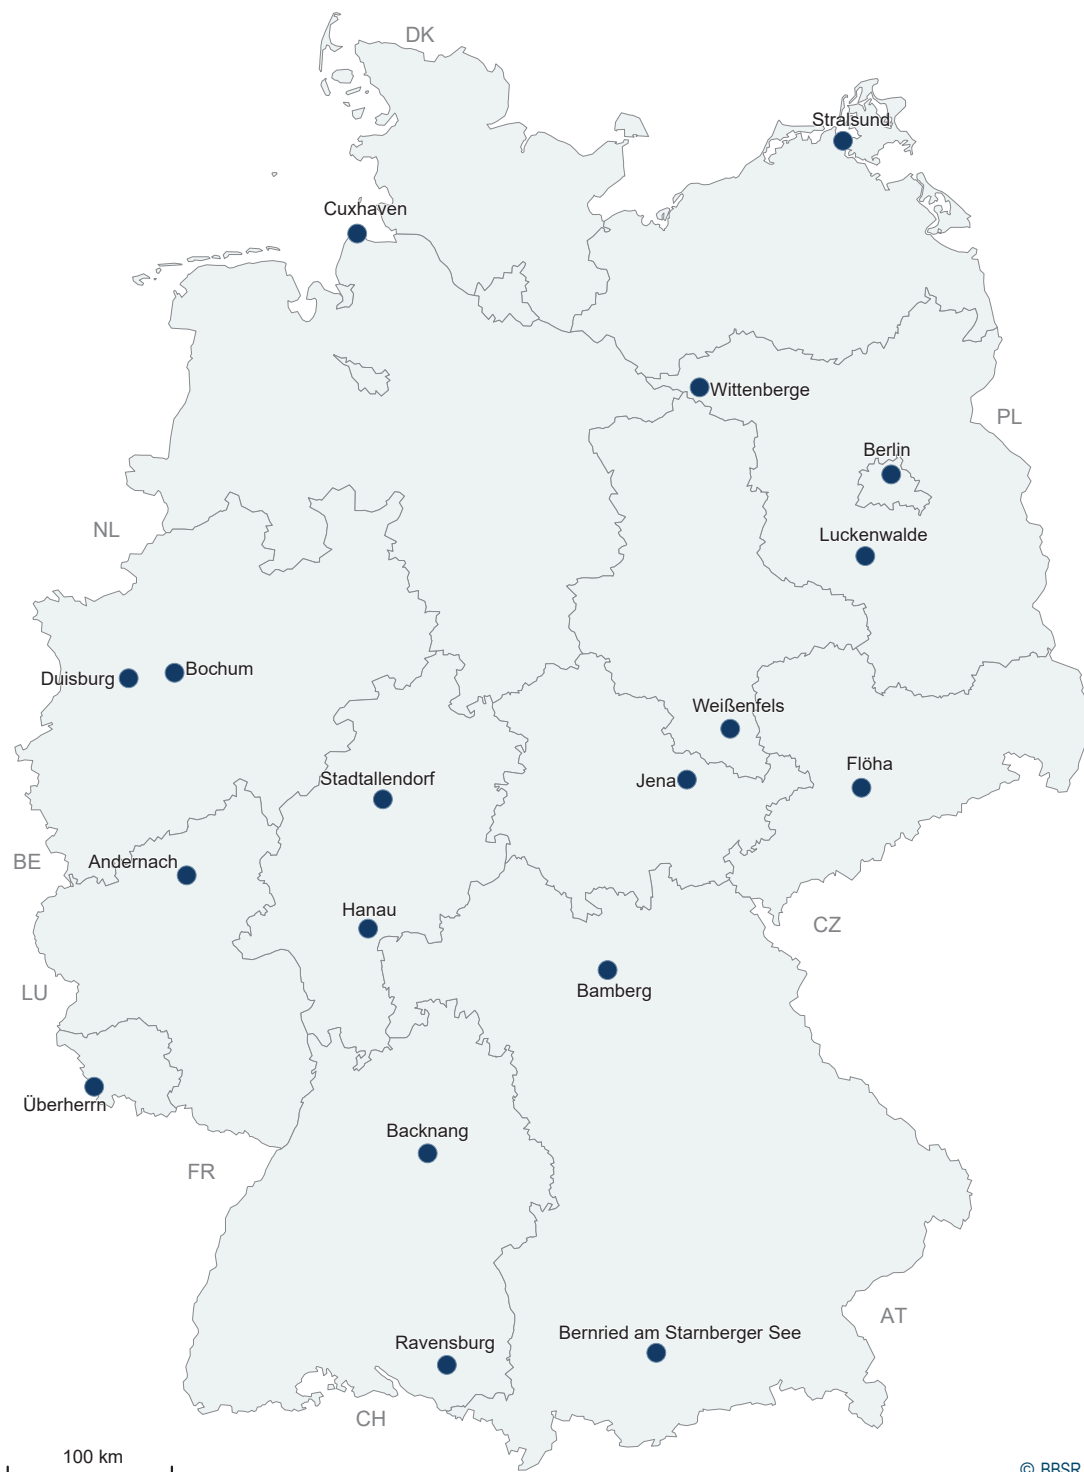 DK
Stralsund
Cuxhaven
Wittenberge
PL
Berlin
NL
Luckenwalde
Duisburg
Bochum
Weißenfels
Flöha
Stadtallendorf
Jena
BE
Andernach
Hanau
CZ
Bamberg
LU
Überherrn
Backnang
FR
AT
Bernried am Starnberger See
Ravensburg
CH
100 km
© BBSR